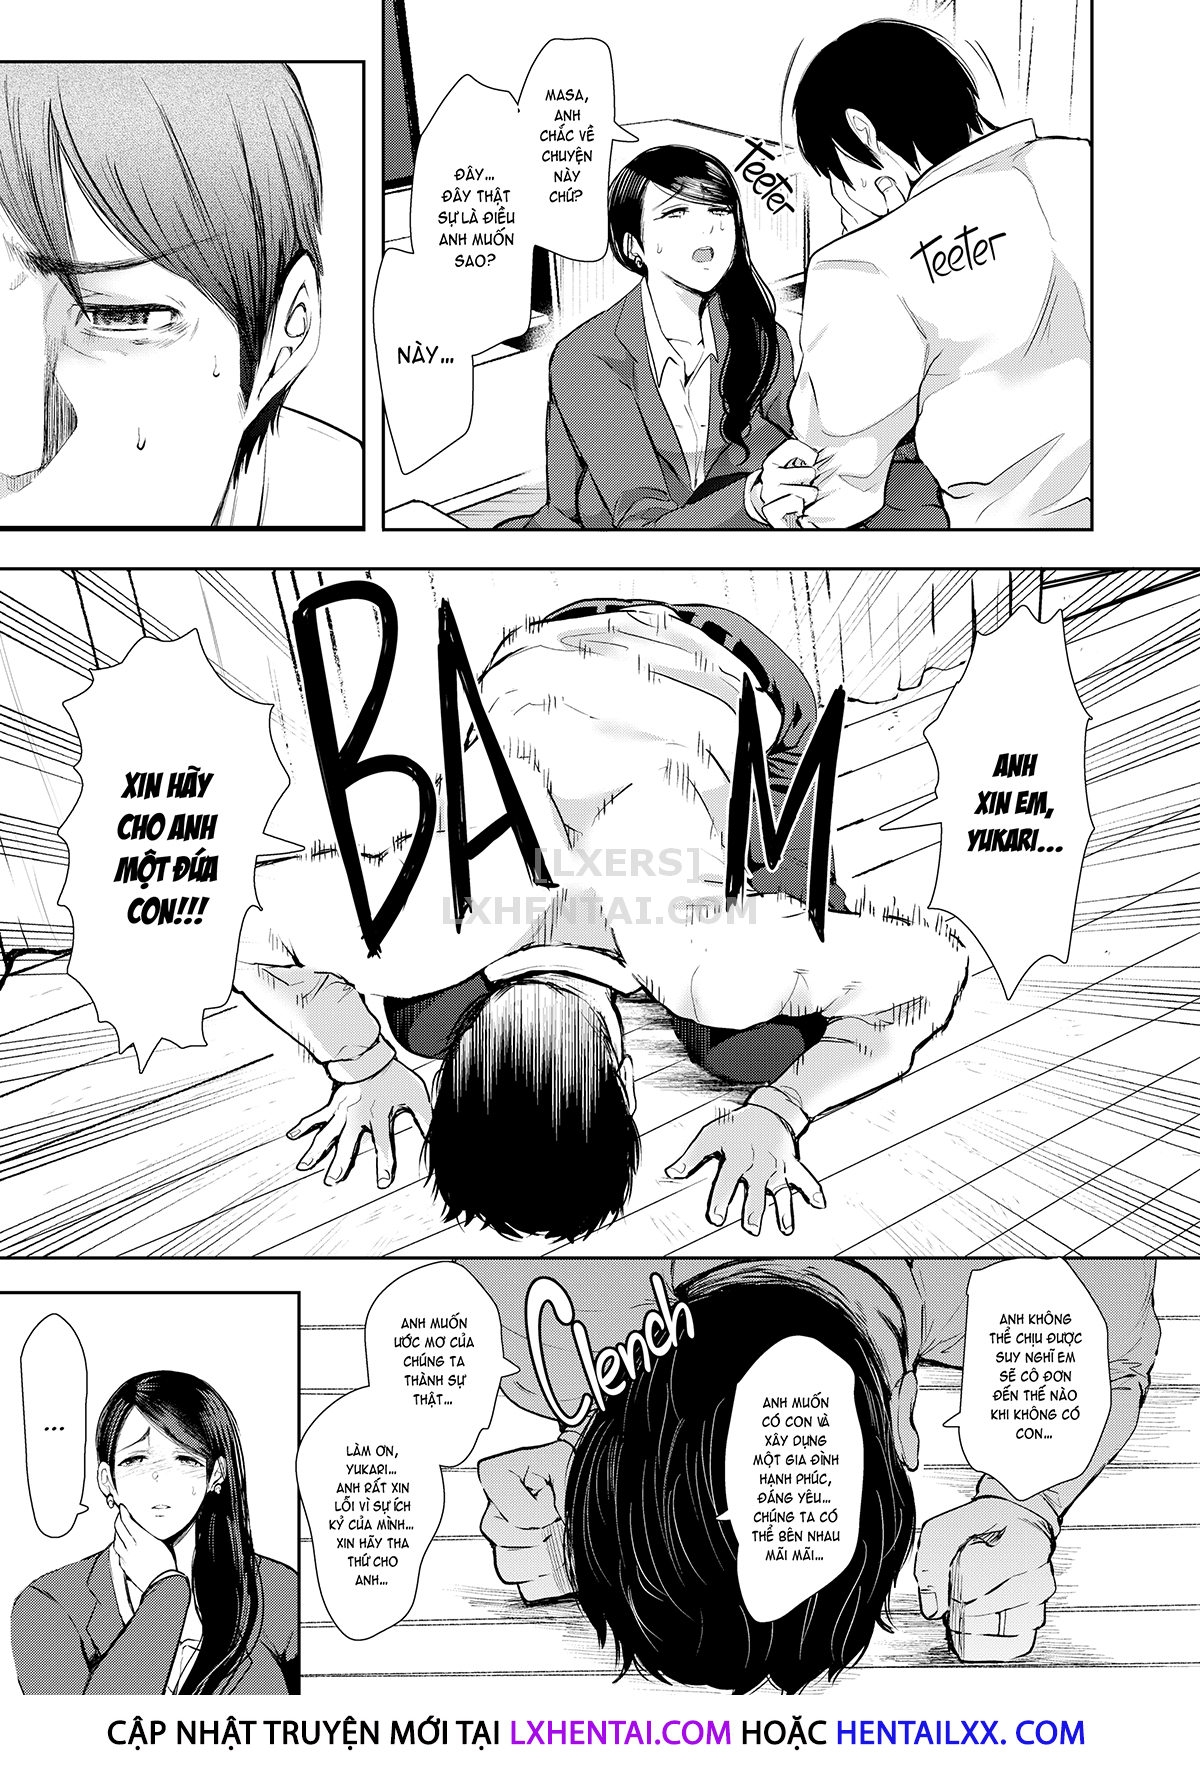 MASA,
ANH
CHẮC VỀ
CHUYỆN
NÀY
CHỨ?
ĐÂY...
ĐÂY THẬT
SỰ LÀ ĐIỀU
ANH MUỐN
SAO?
NÀY...
Teeter
Teeter
ANH
XIN EM,
YUKARI...
BAM
XIN HÃY
CHO ANH
MỘT ĐỨA
CON!!!
[LXERS]
LXHENTAI.COM
ANH KHÔNG
THỂ CHỊU ĐƯỢC
SUY NGHĨ EM
SẼ CÔ ĐƠN
ĐẾN THẾ NÀO
KHI KHÔNG CÓ
CON...
ANH MUỐN
CÓ CON VÀ
XÂY DỰNG
MỘT GIA ĐÌNH
HẠNH PHÚC,
ĐÁNG YÊU...
CHÚNG TA CÓ
THỂ BÊN NHAU
MÃI MÃI...
Clench
ANH MUỐN
ƯỚC MƠ CỦA
CHÚNG TA
THÀNH SỰ
THẬT...
LÀM ƠN,
YUKARI...
ANH RẤT XIN
LỖI VÌ SỰ ÍCH
KỶ CỦA MÌNH...
XIN HÃY THA
THỨ CHO
ANH...
...
CẬP NHẬT TRUYỆN MỚI TẠI LXHENTAI.COM HOẶC HENTAILXX. COM